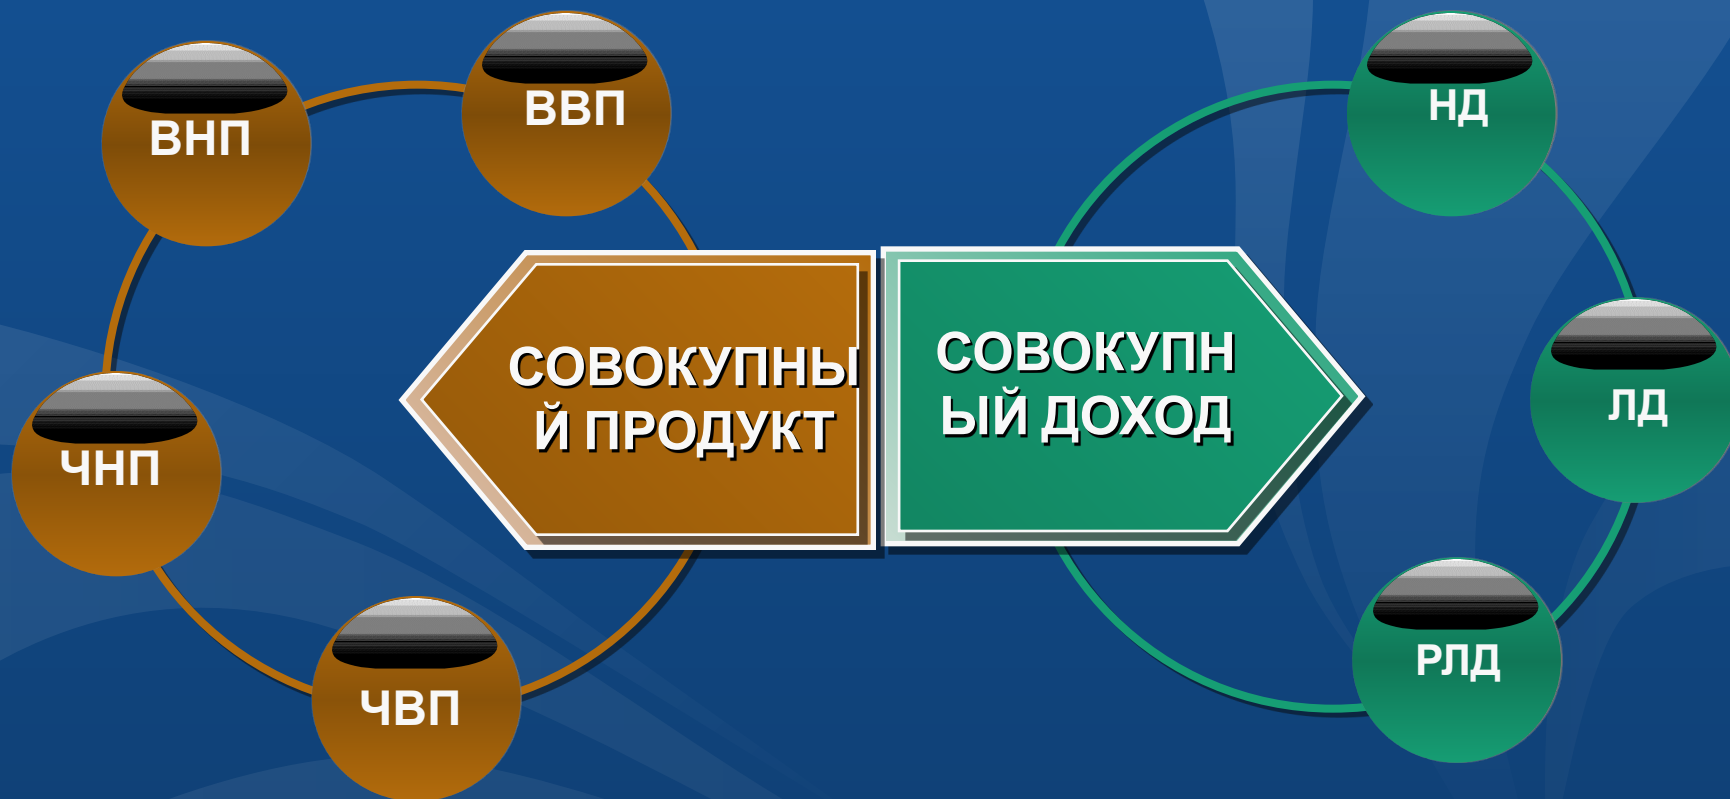 ВНП
ВВП
ЧНП
ЧВП
СОВОКУПНЫ
Й ПРОДУКТ
СОВОКУПН
ЫЙ ДОХОД
НД
ЛД
РЛД